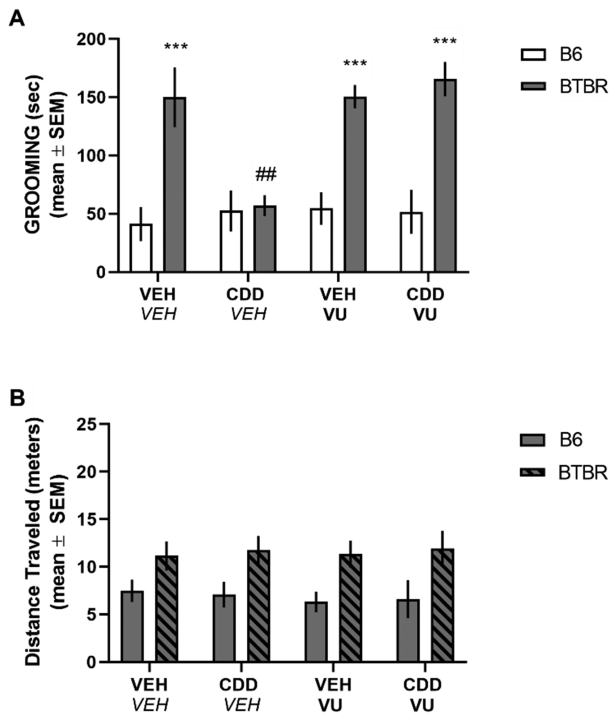 A
GROOMING (sec)
(mean ± SEM)
200
150
100
50
0
***
##
***
***
B6
BTBR
VEH CDD VEH CDD
VEH VEH VU VU
B
Distance Traveled (meters)
(mean ± SEM)
25
20
15
10
5
0
B6
BTBR
VEH CDD VEH CDD
VEH VEH VU VU